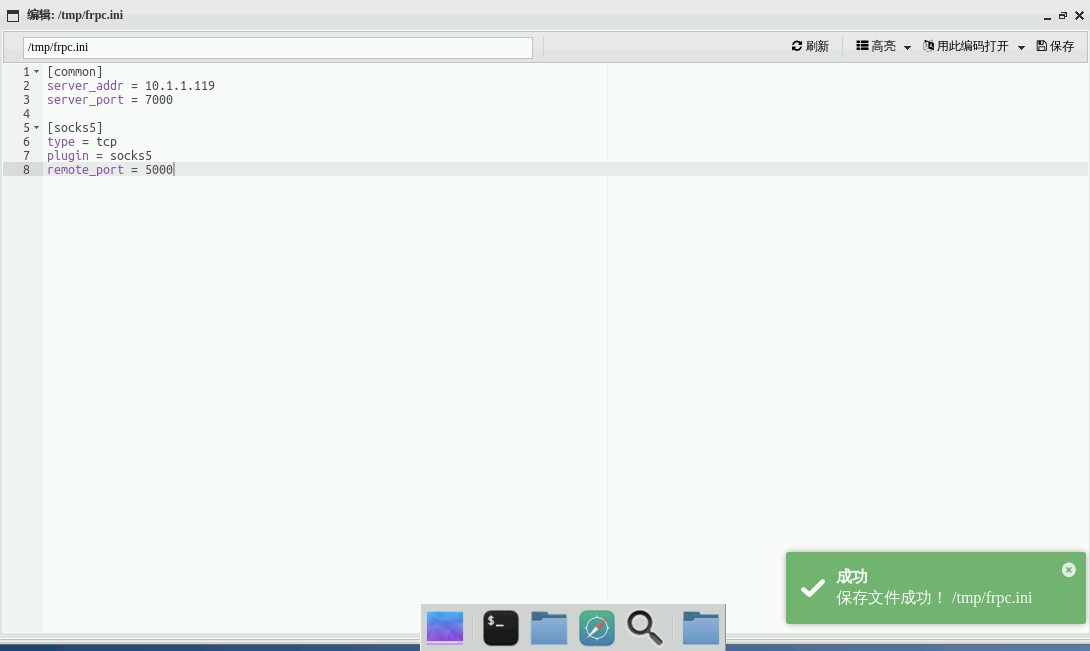 编辑: /tmp/frpc.ini
/tmp/frpc.ini
刷新 高亮 用此编码打开 保存
1 [common]
2 server_addr = 10.1.1.119
3 server_port = 7000
4
5 [socks5]
6 type = tcp
7 plugin = socks5
8 remote_port = 5000
成功
保存文件成功！ /tmp/frpc.ini
$_